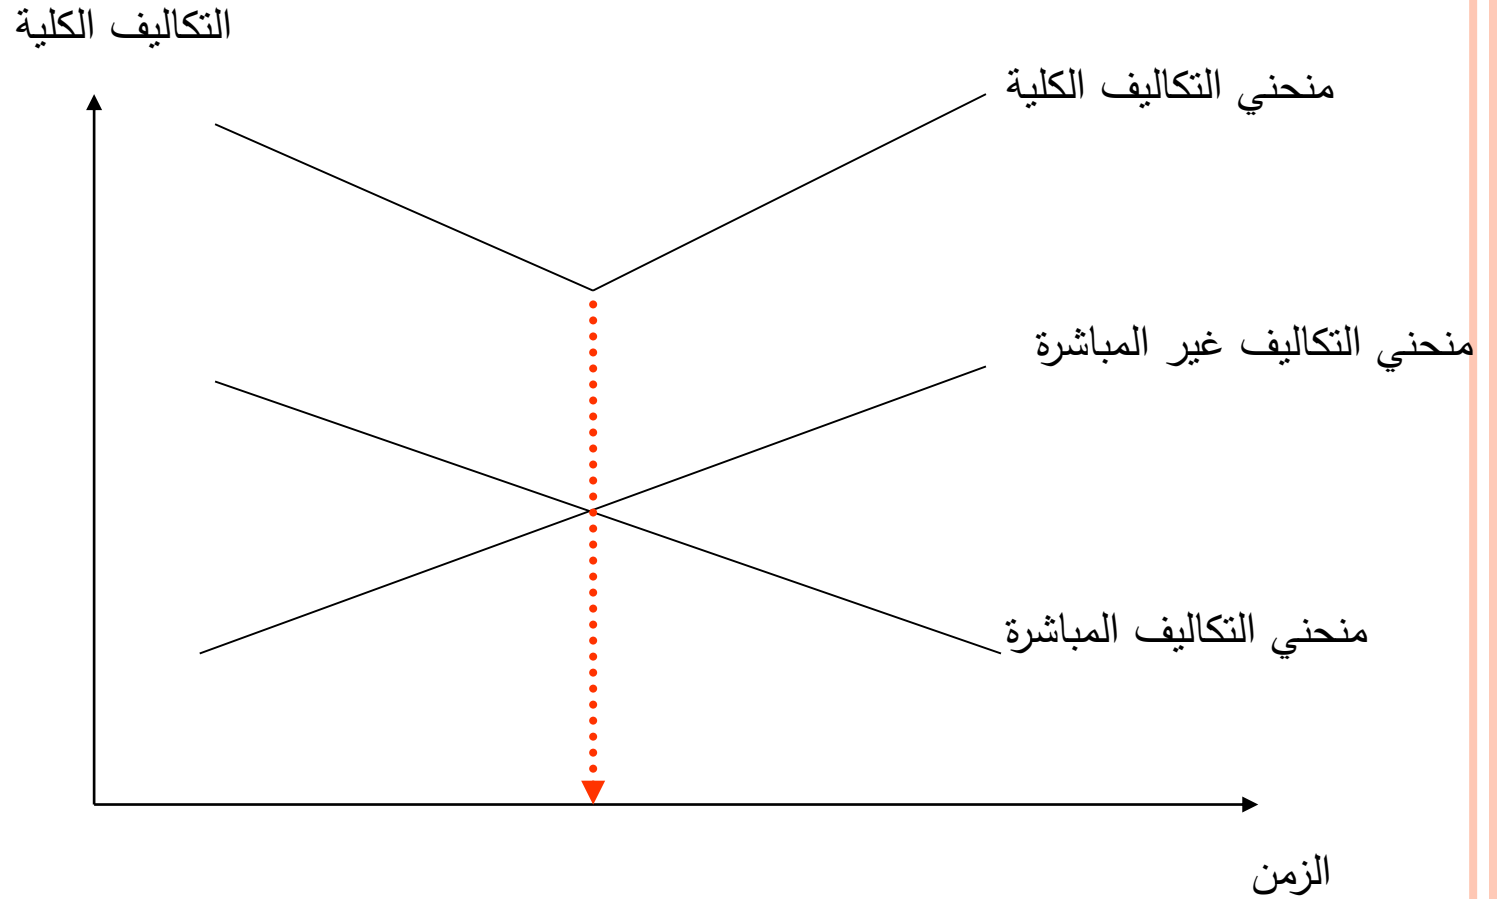 التكاليف الكلية
منحني التكاليف الكلية
منحني التكاليف غير المباشرة
منحني التكاليف المباشرة
الزمن